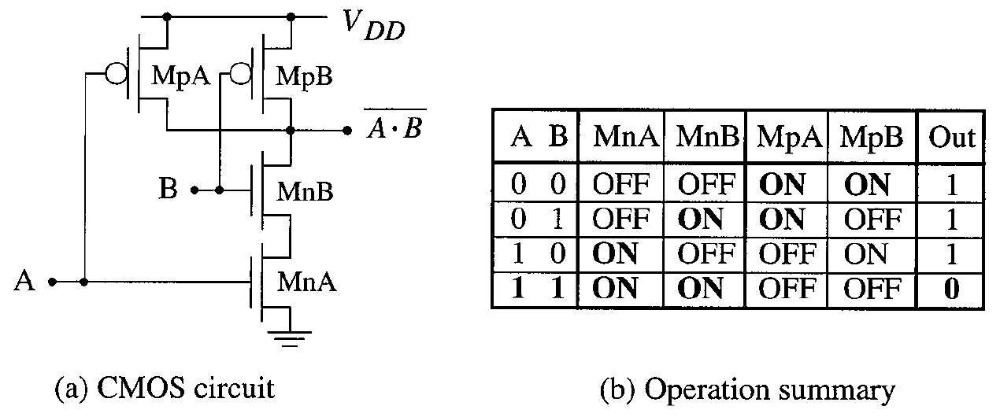 V_DD
MpA
MpB
\overline{A · B}
B
MnB
A
MnA
(a) CMOS circuit
A B MnA MnB MpA MpB Out
0 0 OFF OFF ON ON 1
0 1 OFF ON ON OFF 1
1 0 ON OFF OFF ON 1
1 1 ON ON OFF OFF 0
(b) Operation summary